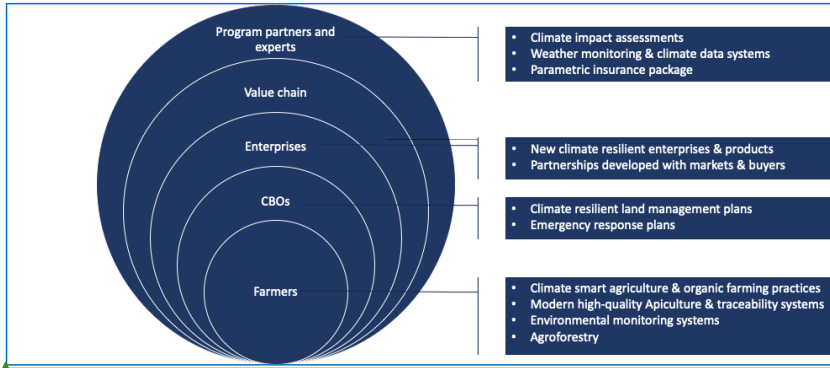 Program partners and
experts
• Climate impact assessments
• Weather monitoring & climate data systems
• Parametric insurance package
Value chain
Enterprises
• New climate resilient enterprises & products
• Partnerships developed with markets & buyers
CBOs
• Climate resilient land management plans
• Emergency response plans
Farmers
• Climate smart agriculture & organic farming practices
• Modern high-quality Apiculture & traceability systems
• Environmental monitoring systems
• Agroforestry